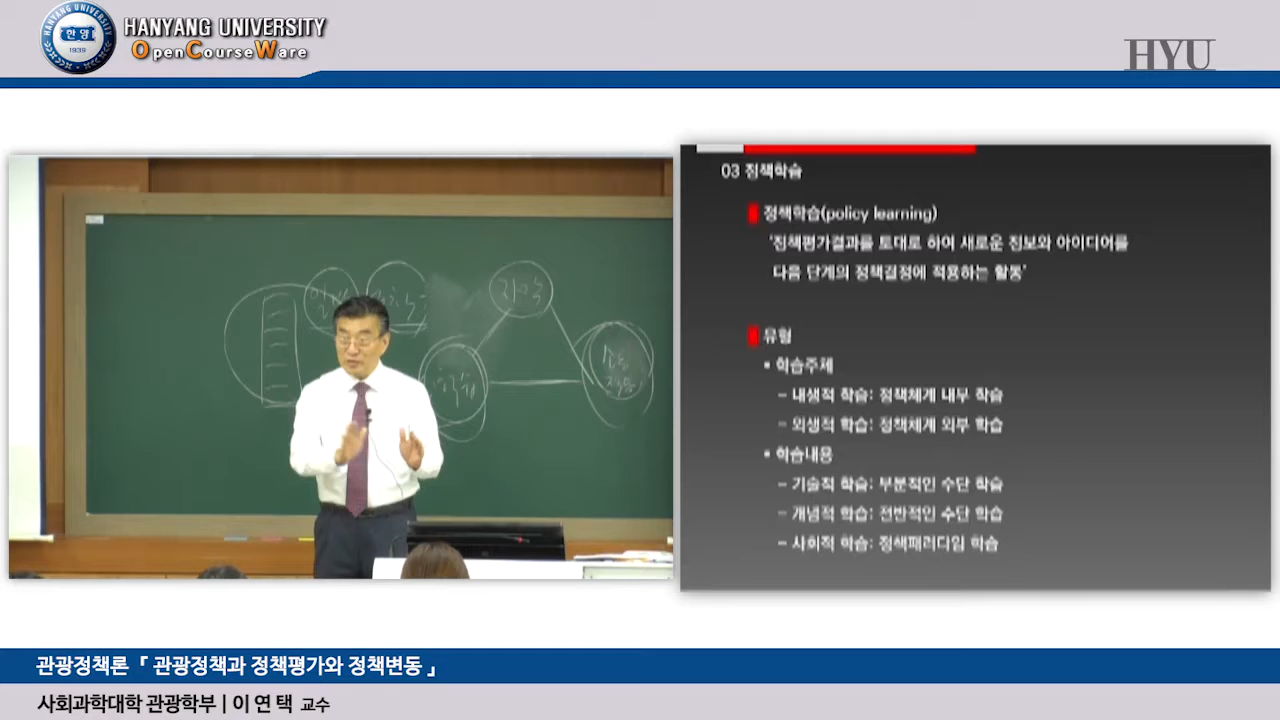 HANYANG UNIVERSITY
OpenCourseWare
HANYANG UNIVERSITY
한양
1939
HYU
03 정책학습
정책학습(policy learning)
'정책평가결과를 토대로 하여 새로운 정보와 아이디어를
다음 단계의 정책결정에 적용하는 활동'
유형
▪ 학습주체
– 내생적 학습: 정책체계 내부 학습
– 외생적 학습: 정책체계 외부 학습
▪ 학습내용
– 기술적 학습: 부분적인 수단 학습
– 개념적 학습: 전반적인 수단 학습
– 사회적 학습: 정책패러다임 학습
관광정책론 「 관광정책과 정책평가와 정책변동 」
사회과학대학 관광학부 | 이 연 택 교수